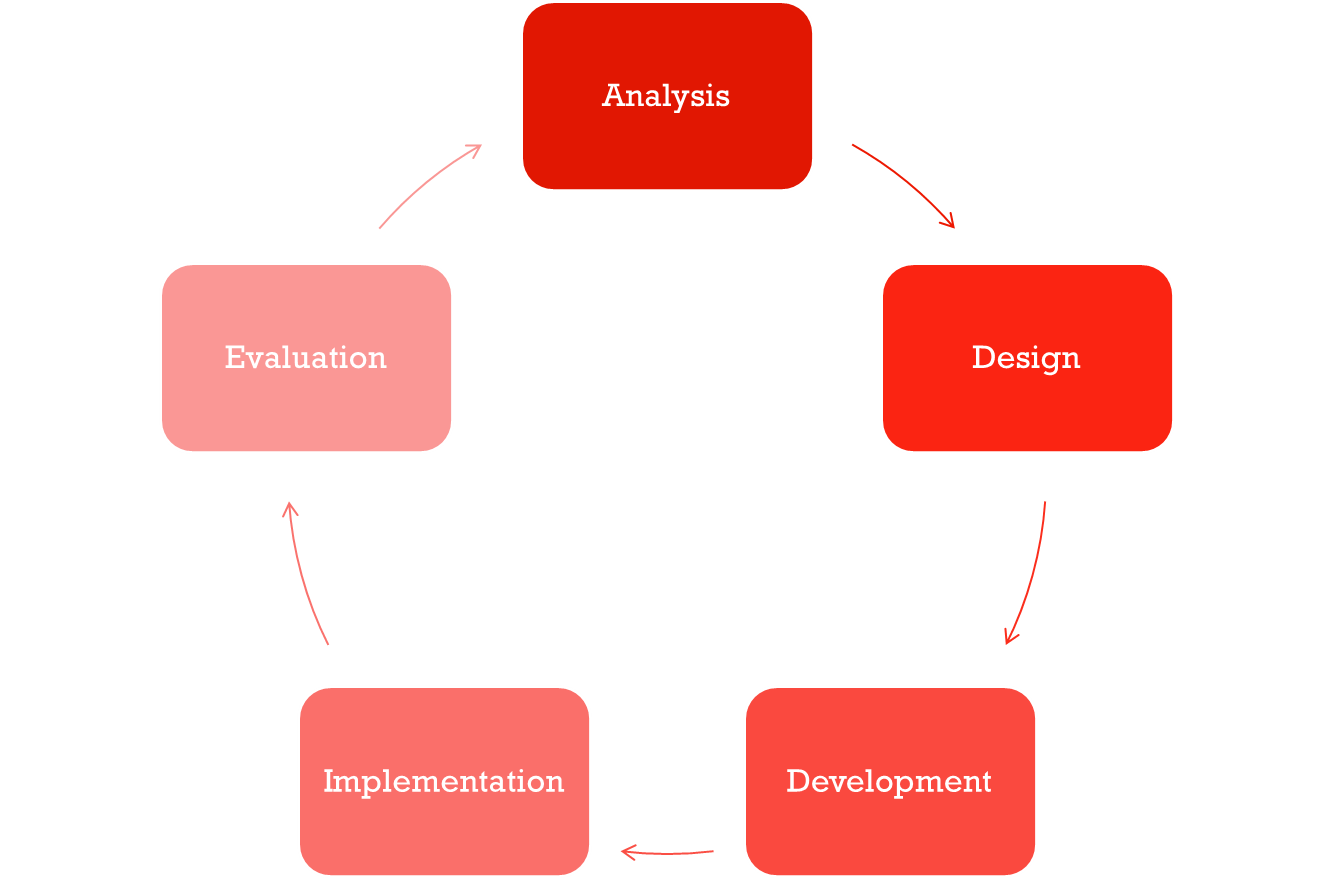 Analysis
Design
Development
Implementation
Evaluation